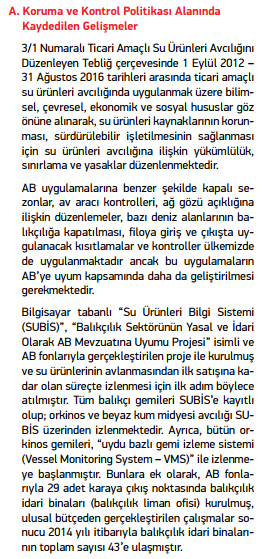 A. Koruma ve Kontrol Politikası Alanında
Kaydedilen Gelişmeler
3/1 Numaralı Ticari Amaçlı Su Ürünleri Avcılığını
Düzenleyen Tebliğ çerçevesinde 1 Eylül 2012 –
31 Ağustos 2016 tarihleri arasında ticari amaçlı
su ürünleri avcılığında uygulanmak üzere bilim-
sel, çevresel, ekonomik ve sosyal hususlar göz
önüne alınarak, su ürünleri kaynaklarının korun-
ması, sürdürülebilir işletilmesinin sağlanması
için su ürünleri avcılığına ilişkin yükümlülük,
sınırlama ve yasaklar düzenlenmektedir.
AB uygulamalarına benzer şekilde kapalı se-
zonlar, av aracı kontrolleri, ağ gözü açıklığına
ilişkin düzenlemeler, bazı deniz alanlarının ba-
lıkçılığa kapatılması, filoya giriş ve çıkışta uy-
gulanacak kısıtlamalar ve kontroller ülkemizde
de uygulanmaktadır ancak bu uygulamaların
AB'ye uyum kapsamında daha da geliştirilmesi
gerekmektedir.
Bilgisayar tabanlı “Su Ürünleri Bilgi Sistemi
(SUBİS)”, “Balıkçılık Sektörünün Yasal ve İdari
Olarak AB Mevzuatına Uyumu Projesi” isimli ve
AB fonlarıyla gerçekleştirilen proje ile kurulmuş
ve su ürünlerinin avlanmasından ilk satışına ka-
dar olan süreçte izlenmesi için ilk adım böylece
atılmıştır. Tüm balıkçı gemileri SUBİS'e kayıtlı
olup; orkinos ve beyaz kum midyesi avcılığı SU-
BİS üzerinden izlenmektedir. Ayrıca, bütün or-
kinos gemileri, “uydu bazlı gemi izleme sistemi
(Vessel Monitoring System – VMS)” ile izlenme-
ye başlanmıştır. Bunlara ek olarak, AB fonla-
rıyla 29 adet karaya çıkış noktasında balıkçılık
idari binaları (balıkçılık liman ofisi) kurulmuş,
ulusal bütçeden gerçekleştirilen çalışmalar so-
nucu 2014 yılı itibarıyla balıkçılık idari binaları-
nın toplam sayısı 43'e ulaşmıştır.